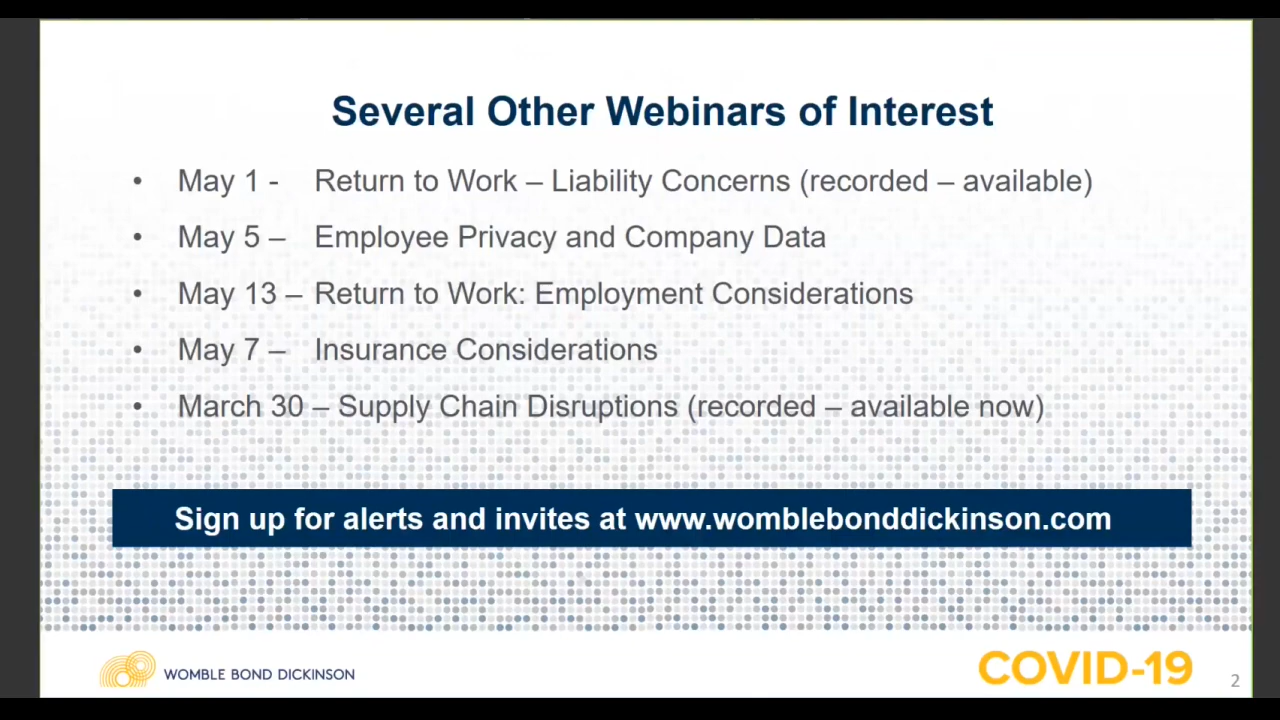 Several Other Webinars of Interest
• May 1 - Return to Work – Liability Concerns (recorded – available)
• May 5 – Employee Privacy and Company Data
• May 13 – Return to Work: Employment Considerations
• May 7 – Insurance Considerations
• March 30 – Supply Chain Disruptions (recorded – available now)
Sign up for alerts and invites at www.womblebonddickinson.com
WOMBLE BOND DICKINSON
COVID-19
2